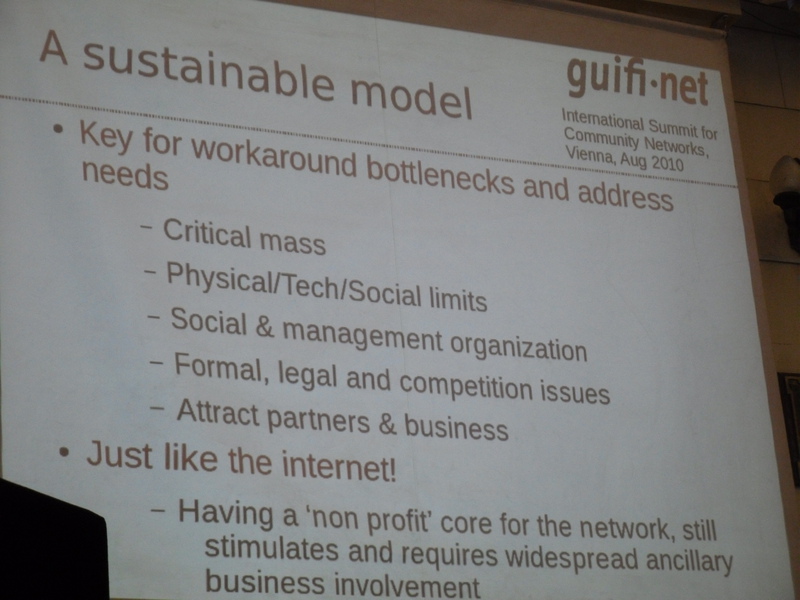 A sustainable model
guifi·net
International Summit for
Community Networks,
Vienna, Aug 2010
• Key for workaround bottlenecks and address
needs
– Critical mass
– Physical/Tech/Social limits
– Social & management organization
– Formal, legal and competition issues
– Attract partners & business
• Just like the internet!
– Having a ‘non profit’ core for the network, still
stimulates and requires widespread ancillary
business involvement